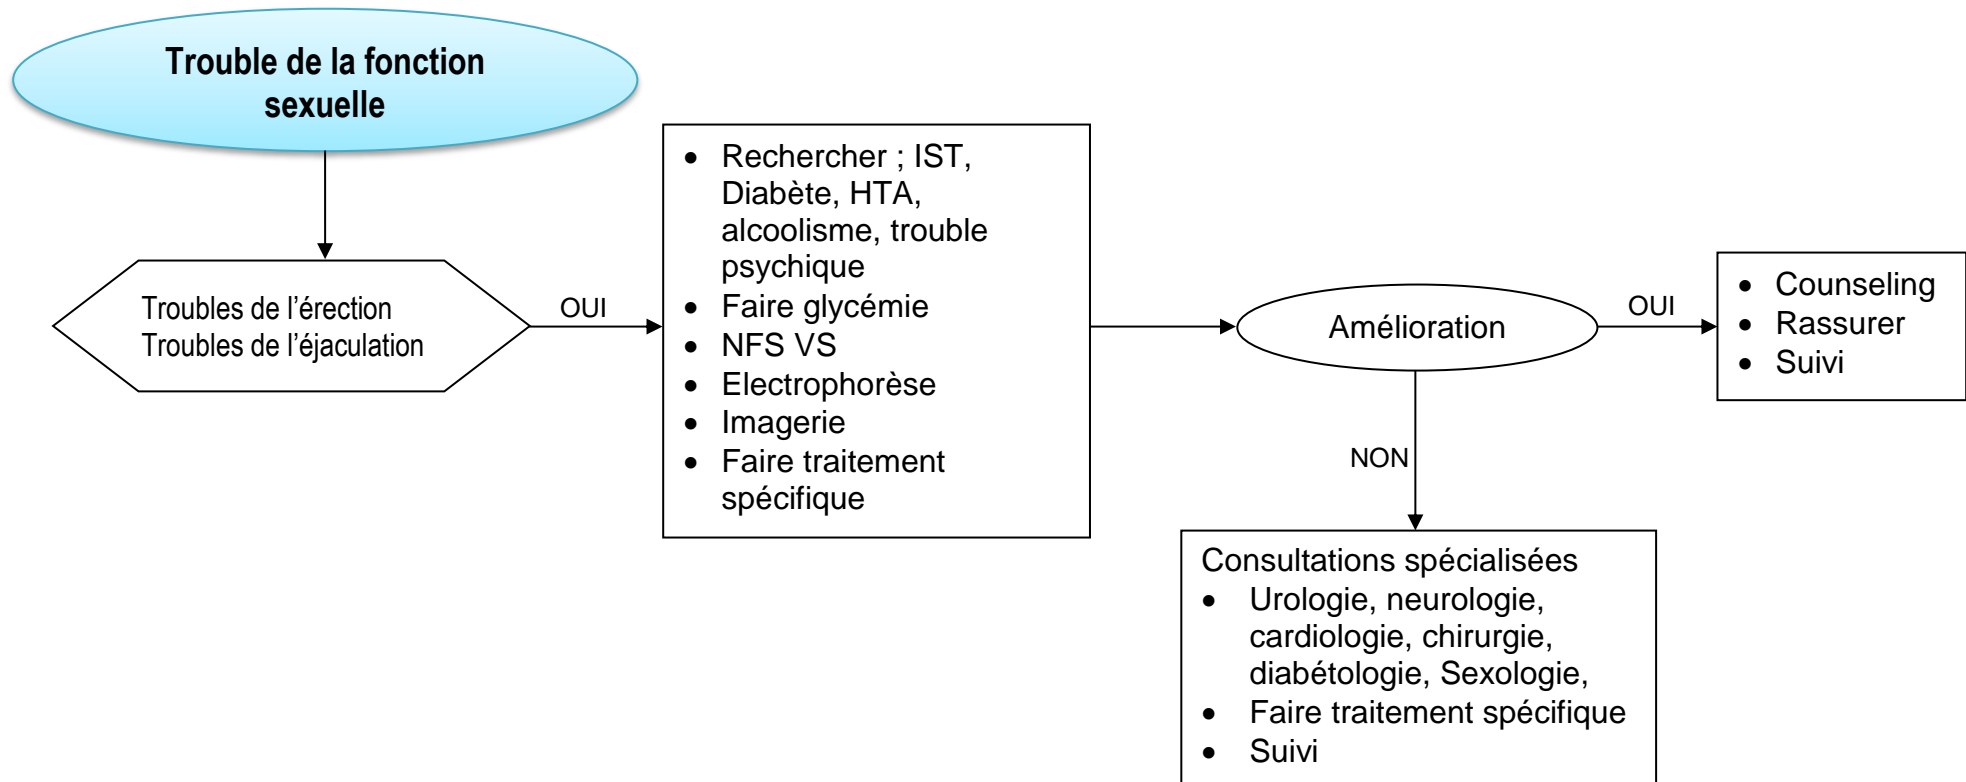 Trouble de la fonction
sexuelle
Troubles de l’érection
Troubles de l’éjaculation
OUI
• Rechercher ; IST,
Diabète, HTA,
alcoolisme, trouble
psychique
• Faire glycémie
• NFS VS
• Electrophorèse
• Imagerie
• Faire traitement
spécifique
Amélioration
OUI
• Counseling
• Rassurer
• Suivi
NON
Consultations spécialisées
• Urologie, neurologie,
cardiologie, chirurgie,
diabétologie, Sexologie,
• Faire traitement spécifique
• Suivi